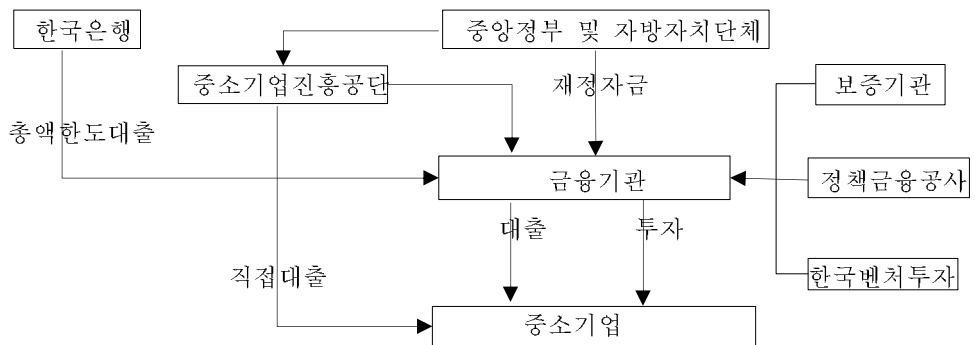 한국은행
중앙정부 및 자방자치단체
중소기업진흥공단
재정자금
보증기관
총액한도대출
금융기관
정책금융공사
대출
투자
직접대출
한국벤처투자
중소기업